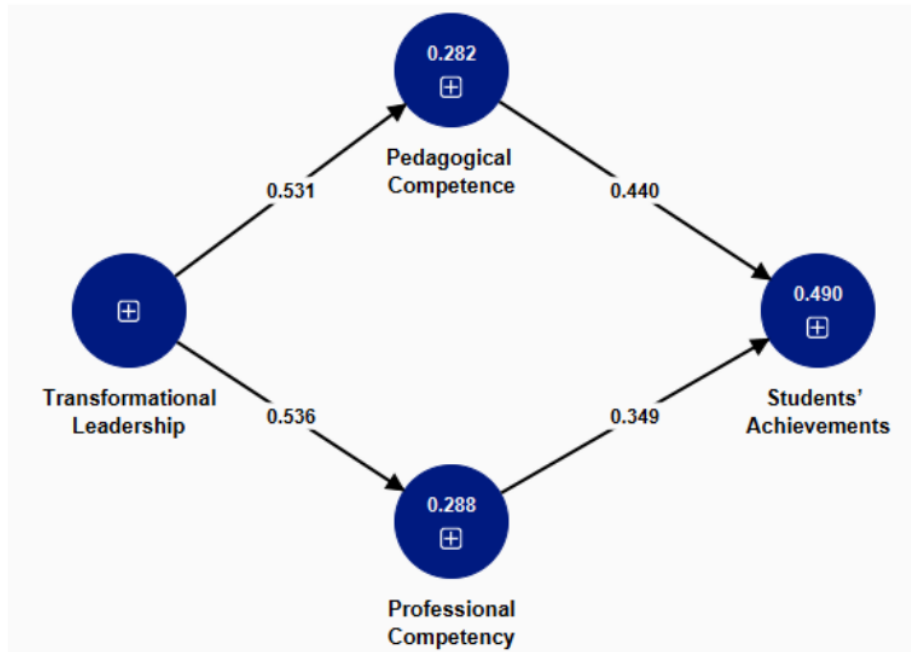 0.282
Pedagogical
Competence
0.531
0.440
0.490
Transformational
Leadership
Students’
Achievements
0.536
0.349
0.288
Professional
Competency